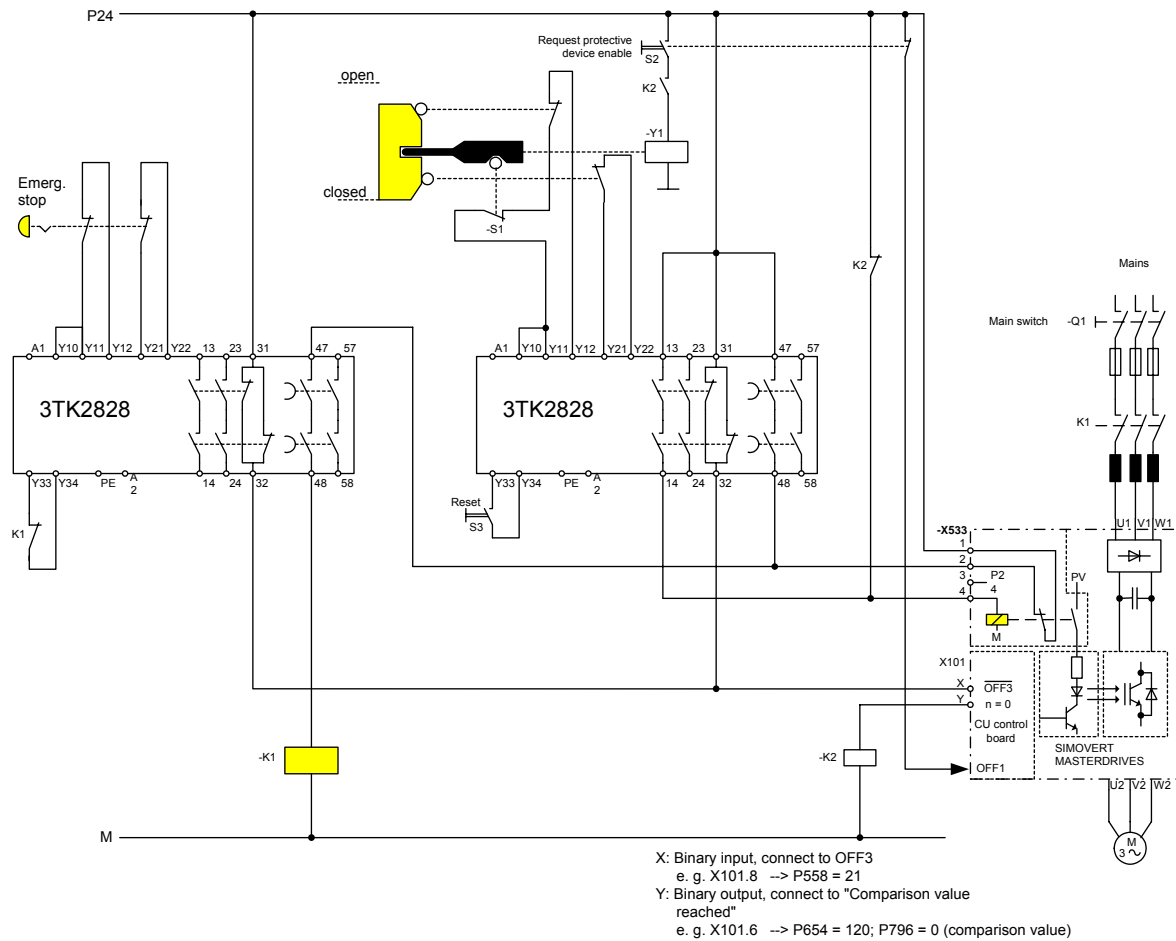 P24
Request protective
device enable
S2
open
K2
-Y1
closed
-S1
Emerg.
stop
K2
Mains
Main switch
-Q1
A1
Y10
Y11
Y12
Y21
Y22
13
23
31
47
57
3TK2828
Y33
Y34
PE
A
2
14
24
32
48
58
K1
A1
Y10
Y11
Y12
Y21
Y22
13
23
31
47
57
3TK2828
Y33
Y34
PE
A
2
14
24
32
48
58
Reset
S3
K1
U1 V1 W1
-X533
1
2
3
P2
4
4
PV
M
X101
X
OFF3
Y
n = 0
CU control
board
OFF1
SIMOVERT
MASTERDRIVES
U2 V2 W2
M
3 ~
-K1
-K2
M
X: Binary input, connect to OFF3
e. g. X101.8 --> P558 = 21
Y: Binary output, connect to "Comparison value
reached"
e. g. X101.6 --> P654 = 120; P796 = 0 (comparison value)